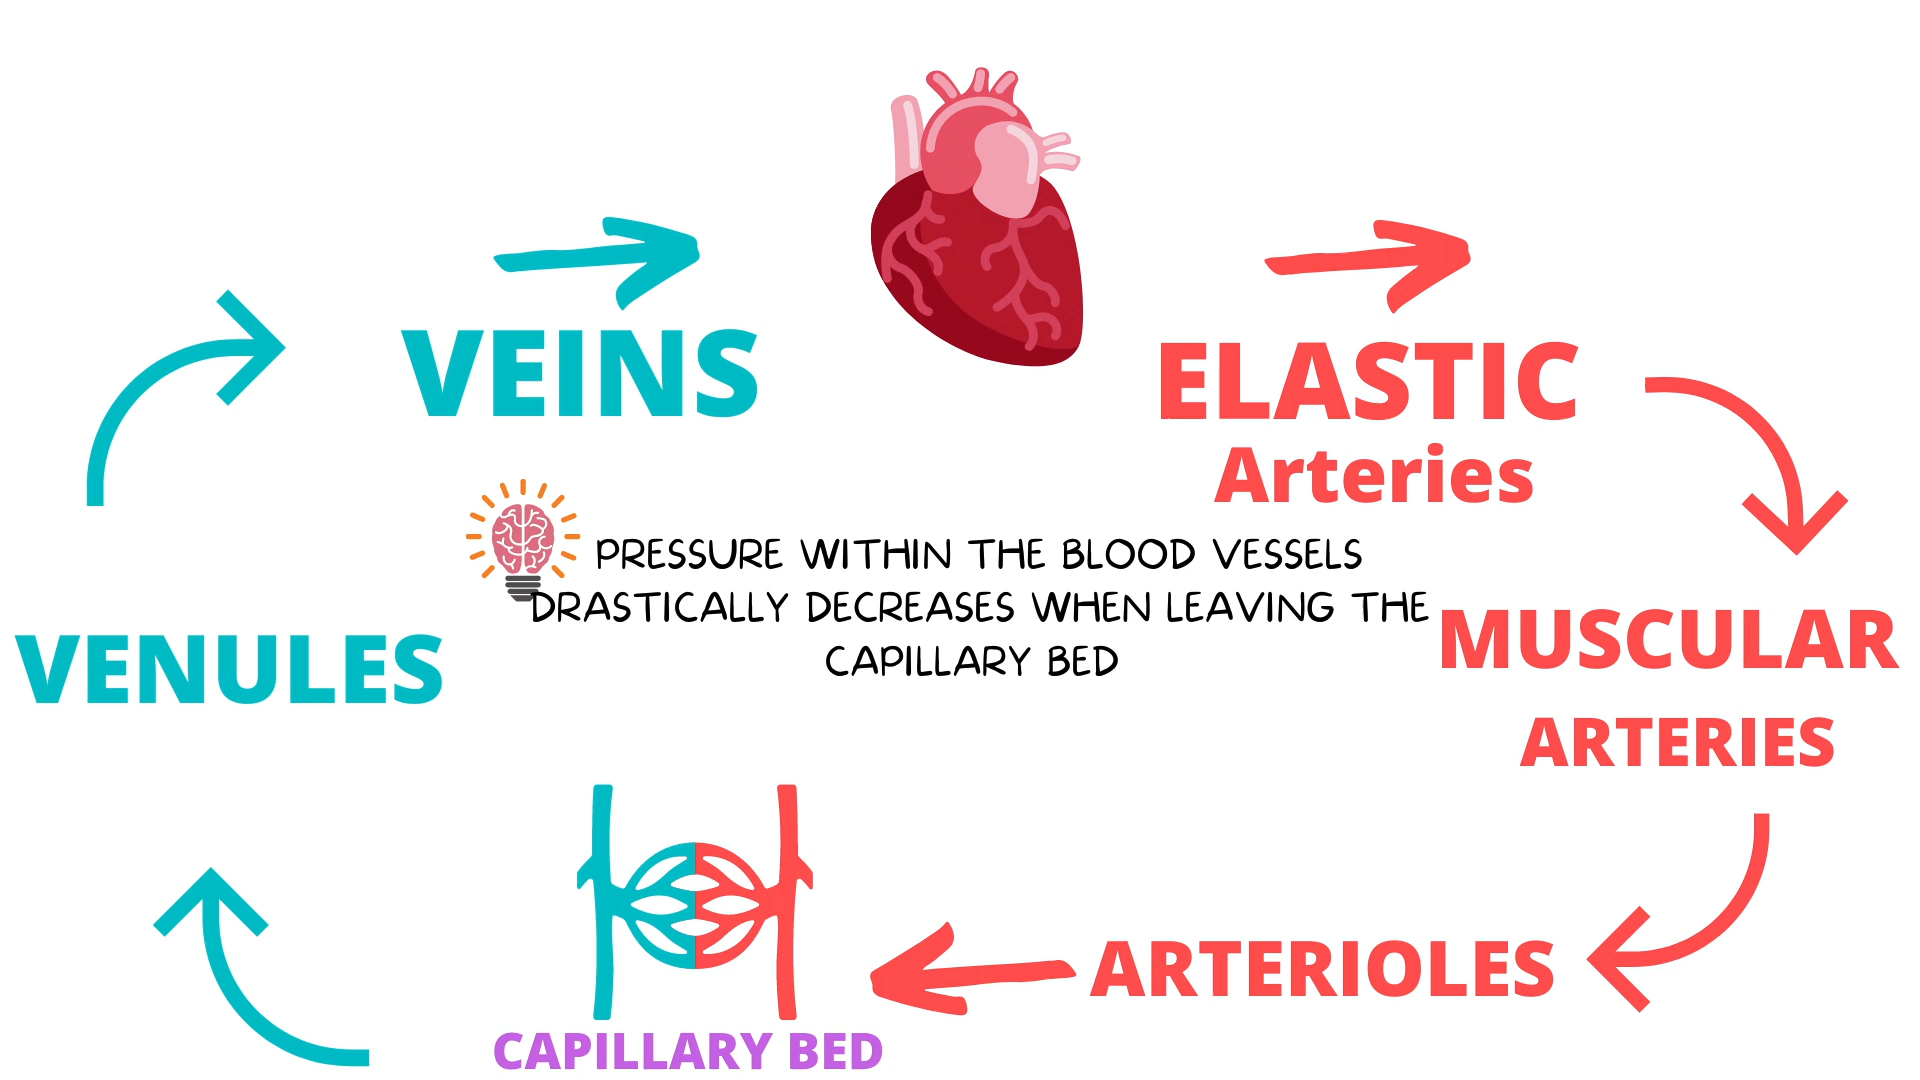 VEINS
ELASTIC
Arteries
PRESSURE WITHIN THE BLOOD VESSELS
DRASTICALLY DECREASES WHEN LEAVING THE
CAPILLARY BED
MUSCULAR
ARTERIES
VENULES
ARTERIOLES
CAPILLARY BED